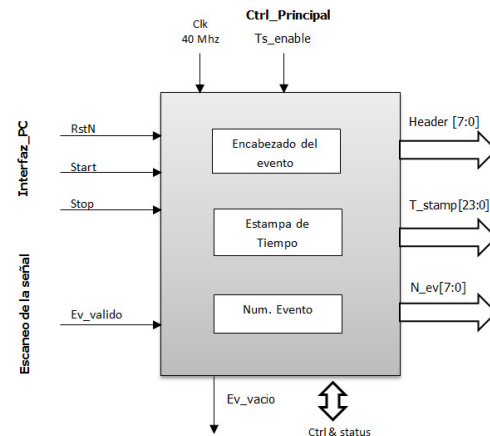 Ctrl_Principal
Clk
40 Mhz
Ts_enable
Interfaz_PC
RstN
Start
Stop
Escaneo de la señal
Ev_valido
Encabezado del
evento
Estampa de
Tiempo
Num. Evento
Header [7:0]
T_stamp[23:0]
N_ev[7:0]
Ev_vacio
Ctrl & status